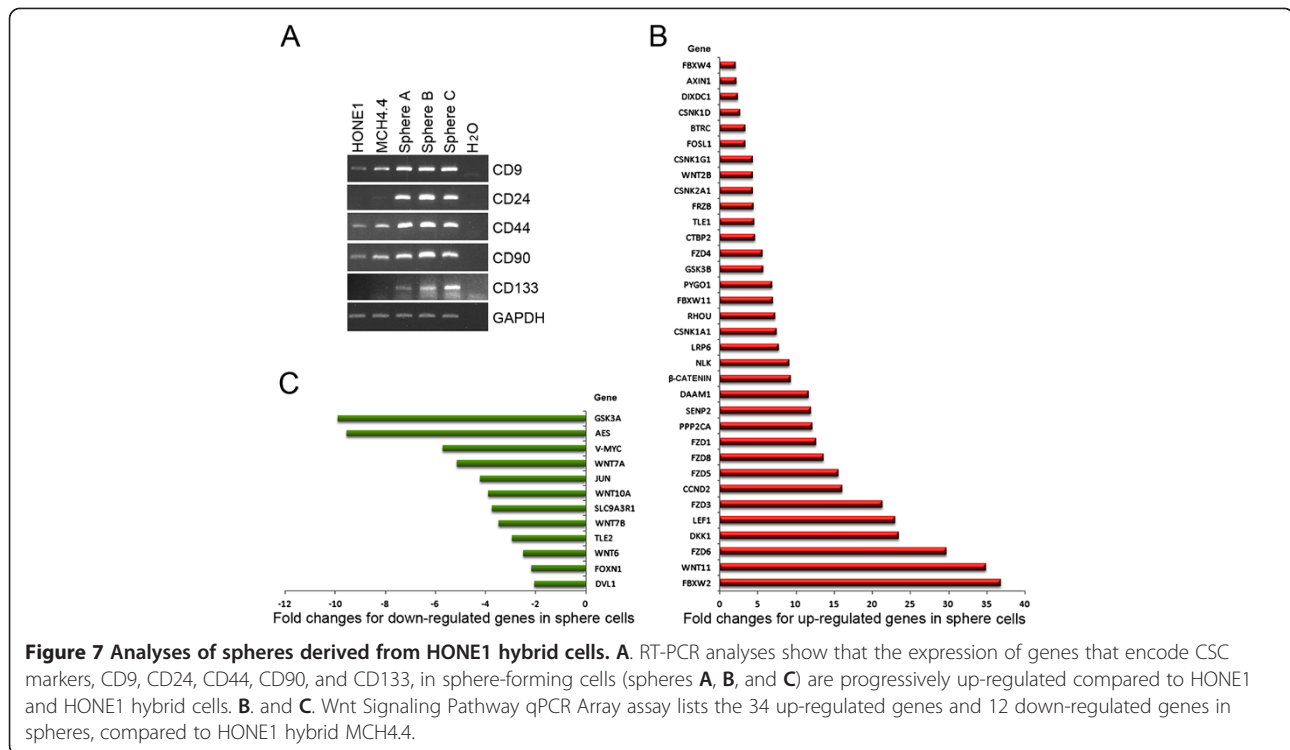 A
HONE1
MCH4.4
Sphere A
Sphere B
Sphere C
H2O
CD9
CD24
CD44
CD90
CD133
GAPDH
B
Gene
FBXW4
AXIN1
DIXDC1
CSNK1D
BTRC
FOSL1
CSNK1G1
WNT2B
CSNK2A1
FRZB
TLE1
CTBP2
FZD4
GSK3B
PYGO1
FBXW11
RHOU
CSNK1A1
LRP6
NLK
β-CATENIN
DAAM1
SENP2
PPP2CA
FZD1
FZD8
FZD5
CCND2
FZD3
LEF1
DKK1
FZD6
WNT11
FBXW2
0 5 10 15 20 25 30 35 40
Fold changes for up-regulated genes in sphere cells
C
Gene
GSK3A
AES
V-MYC
WNT7A
JUN
WNT10A
SLC9A3R1
WNT7B
TLE2
WNT6
FOXN1
DVL1
-12 -10 -8 -6 -4 -2 0
Fold changes for down-regulated genes in sphere cells
Figure 7 Analyses of spheres derived from HONE1 hybrid cells. A. RT-PCR analyses show that the expression of genes that encode CSC
markers, CD9, CD24, CD44, CD90, and CD133, in sphere-forming cells (spheres A, B, and C) are progressively up-regulated compared to HONE1
and HONE1 hybrid cells. B. and C. Wnt Signaling Pathway qPCR Array assay lists the 34 up-regulated genes and 12 down-regulated genes in
spheres, compared to HONE1 hybrid MCH4.4.